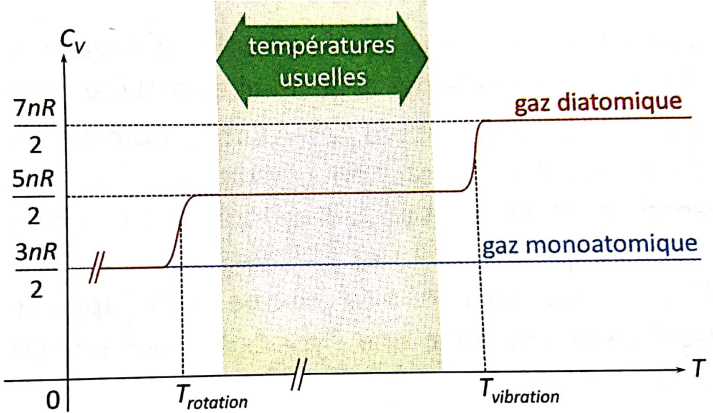 C_V
températures
usuelles
gaz diatomique
7nR
2
5nR
2
gaz monoatomique
3nR
2
0
T_rotation
T_vibration
T